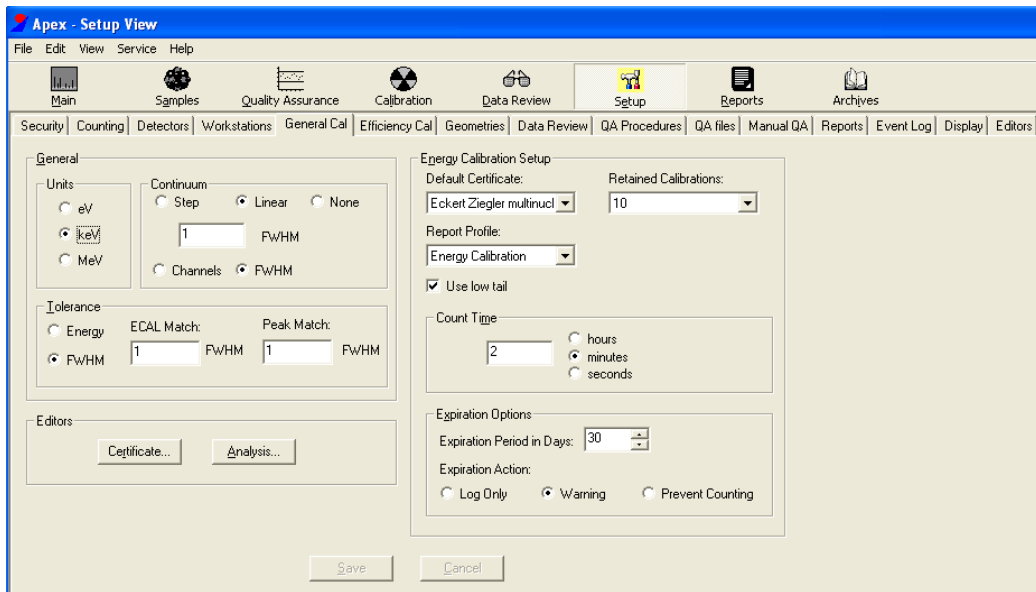 Apex - Setup View
File Edit View Service Help
Main Samples Quality Assurance Calibration Data Review Setup Reports Archives
Security Counting Detectors Workstations General Cal Efficiency Cal Geometries Data Review QA Procedures QA files Manual QA Reports Event Log Display Editors
General
Units
eV
keV
MeV
Continuum
Step Linear None
1 FWHM
Channels FWHM
Tolerance
Energy
FWHM
ECAL Match:
1 FWHM
Peak Match:
1 FWHM
Editors
Certificate... Analysis...
Energy Calibration Setup
Default Certificate:
Eckert Ziegler multinucl
Retained Calibrations:
10
Report Profile:
Energy Calibration
Use low tail
Count Time
2
hours
minutes
seconds
Expiration Options
Expiration Period in Days: 30
Expiration Action:
Log Only Warning Prevent Counting
Save Cancel